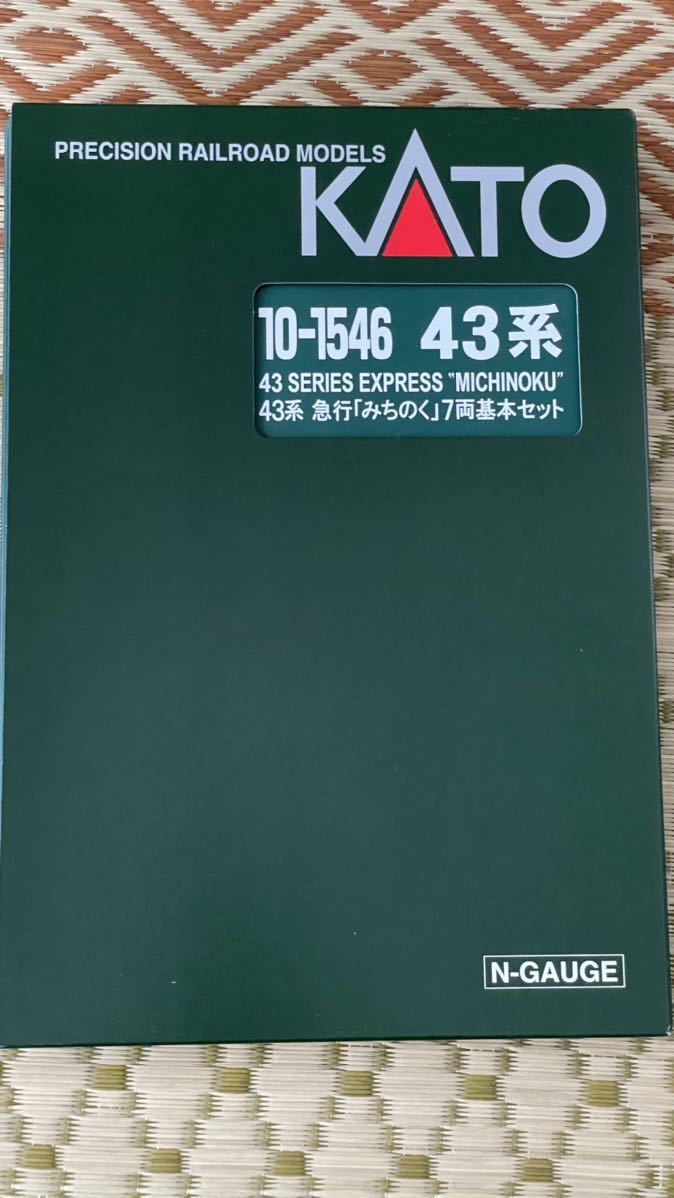 PRECISION RAILROAD MODELS
KATO
10-1546 43系
43 SERIES EXPRESS "MICHINOKU"
43系 急行「みちのく」7両基本セット
N-GAUGE